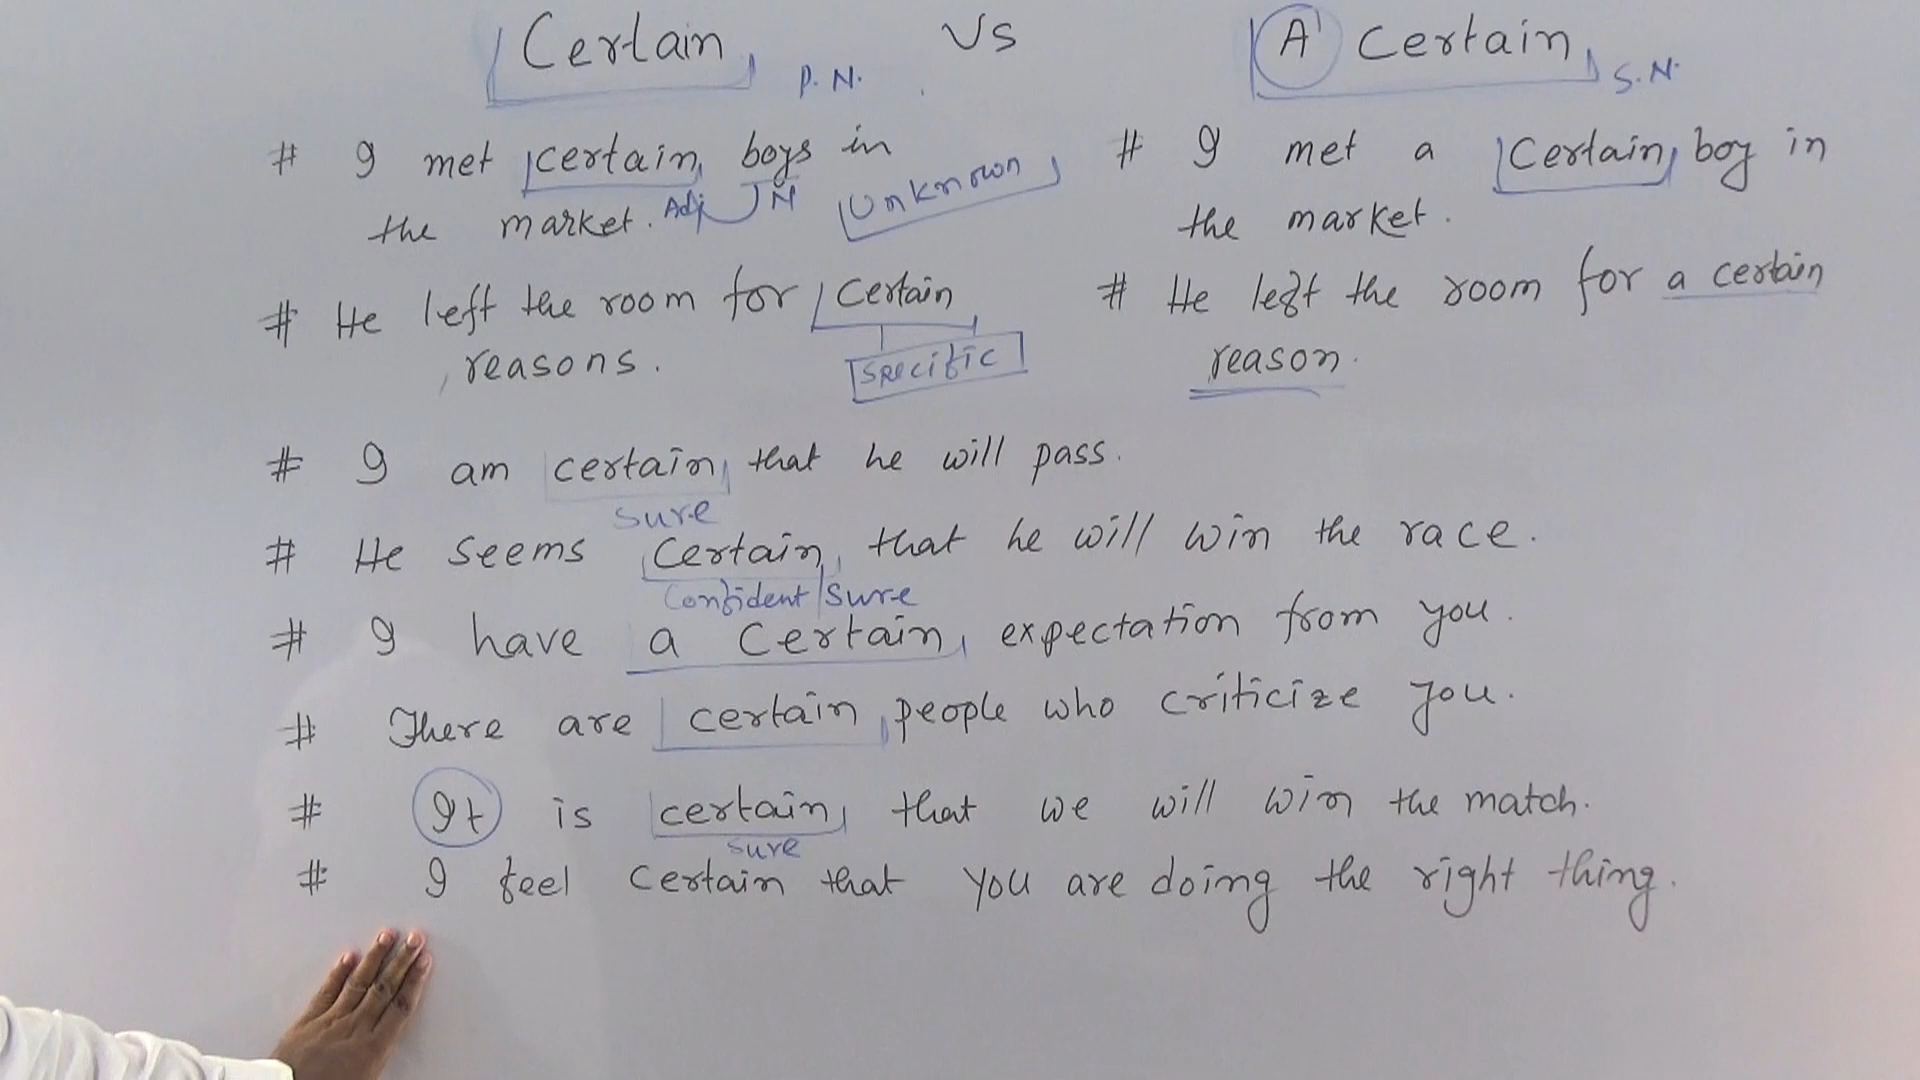 Certain Vs A Certain
P. N. S. N.
# I met certain boys in
the market. Adj N Unknown
# I met a Certain boy in
the market.
# He left the room for Certain
reasons. Specific
# He left the room for a certain
reason.
# I am certain that he will pass.
sure
# He seems Certain that he will win the race.
Confident/Sure
# I have a Certain expectation from you.
# There are certain people who criticize you.
# It is certain that we will win the match.
sure
# I feel Certain that you are doing the right thing.